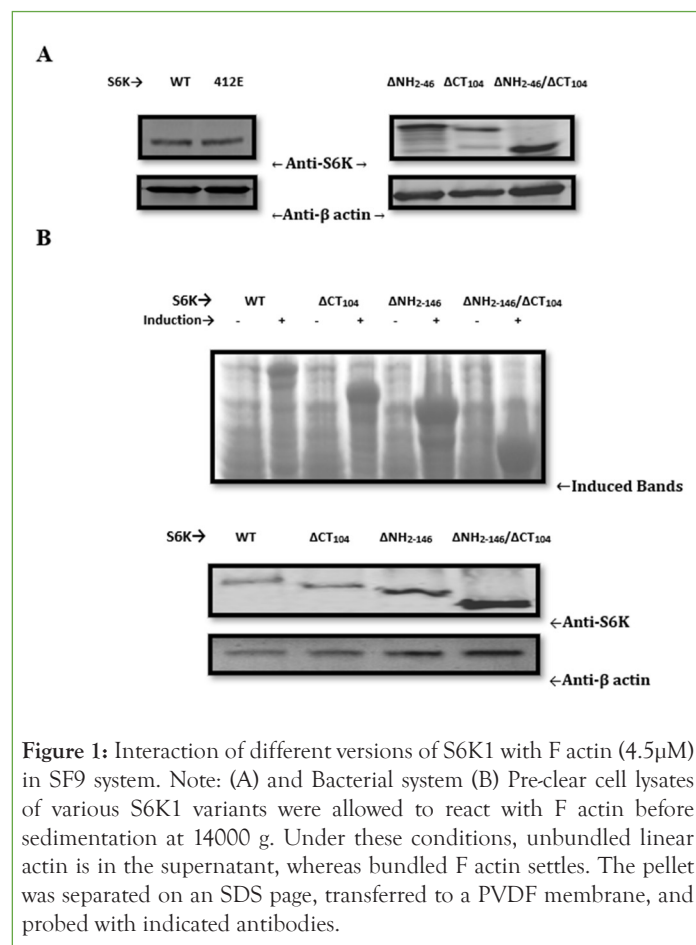 A
S6K→ WT 412E ΔNH₂-46 ΔCT₁₀₄ ΔNH₂-46/ΔCT₁₀₄
←Anti-S6K →
←Anti-β actin →
B
S6K→ WT ΔCT₁₀₄ ΔNH₂-146 ΔNH₂-146/ΔCT₁₀₄
Induction→ - + - + - + - +
←Induced Bands
S6K→ WT ΔCT₁₀₄ ΔNH₂-146 ΔNH₂-146/ΔCT₁₀₄
←Anti-S6K
←Anti-β actin
Figure 1: Interaction of different versions of S6K1 with F actin (4.5µM)
in SF9 system. Note: (A) and Bacterial system (B) Pre-clear cell lysates
of various S6K1 variants were allowed to react with F actin before
sedimentation at 14000 g. Under these conditions, unbundled linear
actin is in the supernatant, whereas bundled F actin settles. The pellet
was separated on an SDS page, transferred to a PVDF membrane, and
probed with indicated antibodies.